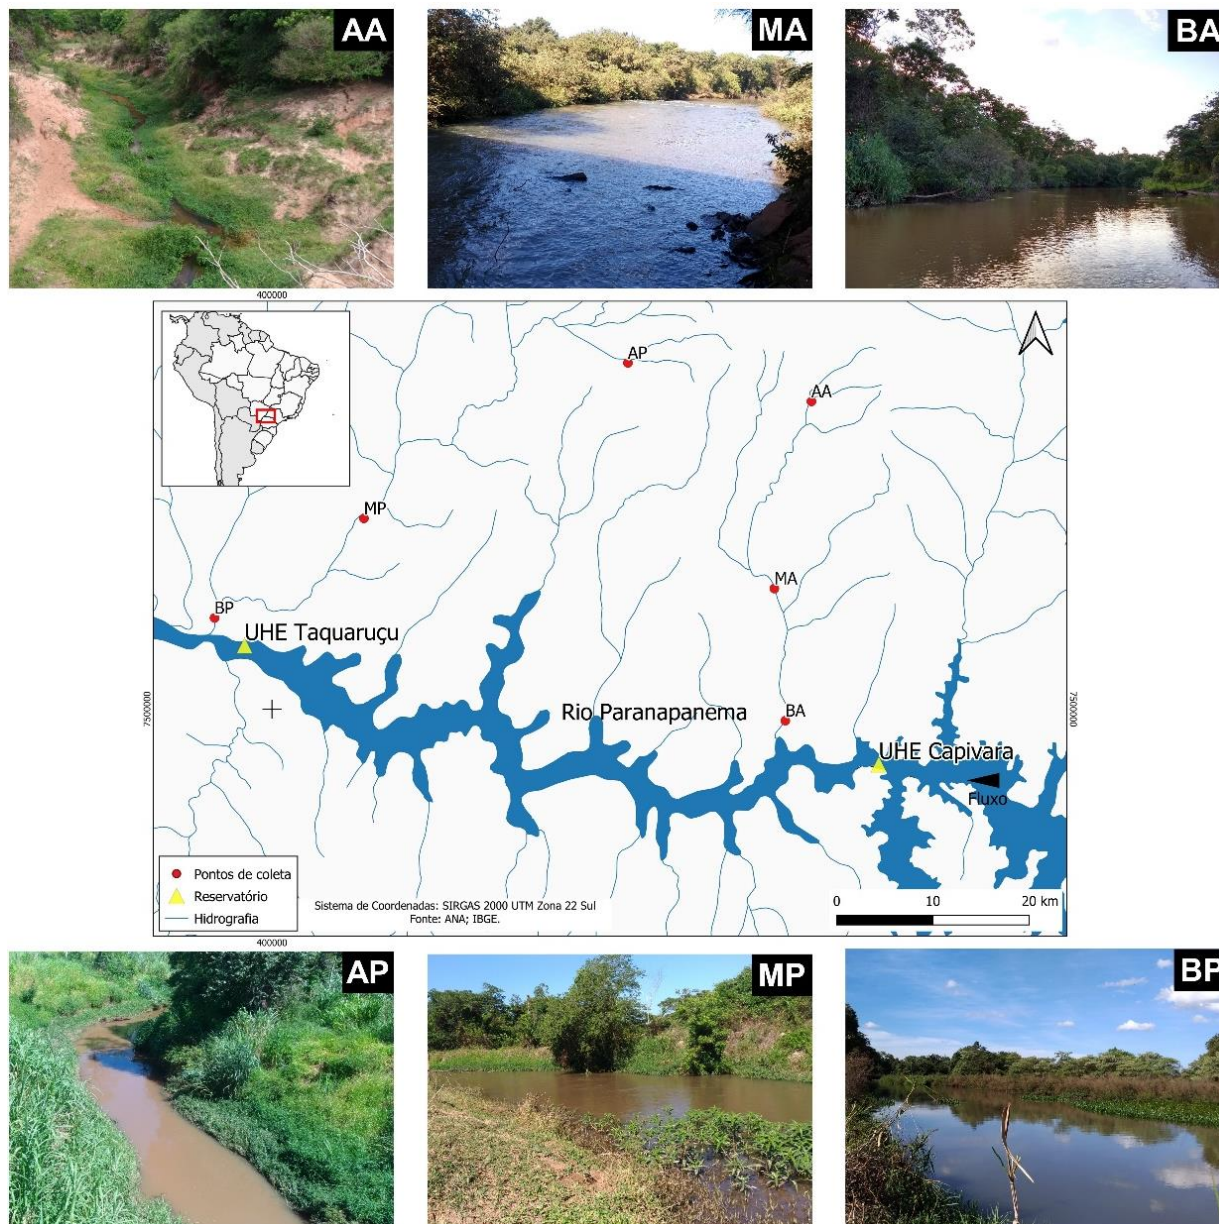 AA
MA
BA
400000
AP
AA
MP
MA
BP
UHE Taquaruçu
7500000
Rio Paranapanema
BA
7500000
UHE Capivara
Fluxo
Pontos de coleta
Reservatório
Hidrografia
Sistema de Coordenadas: SIRGAS 2000 UTM Zona 22 Sul
Fonte: ANA; IBGE.
0 10 20 km
400000
AP
MP
BP